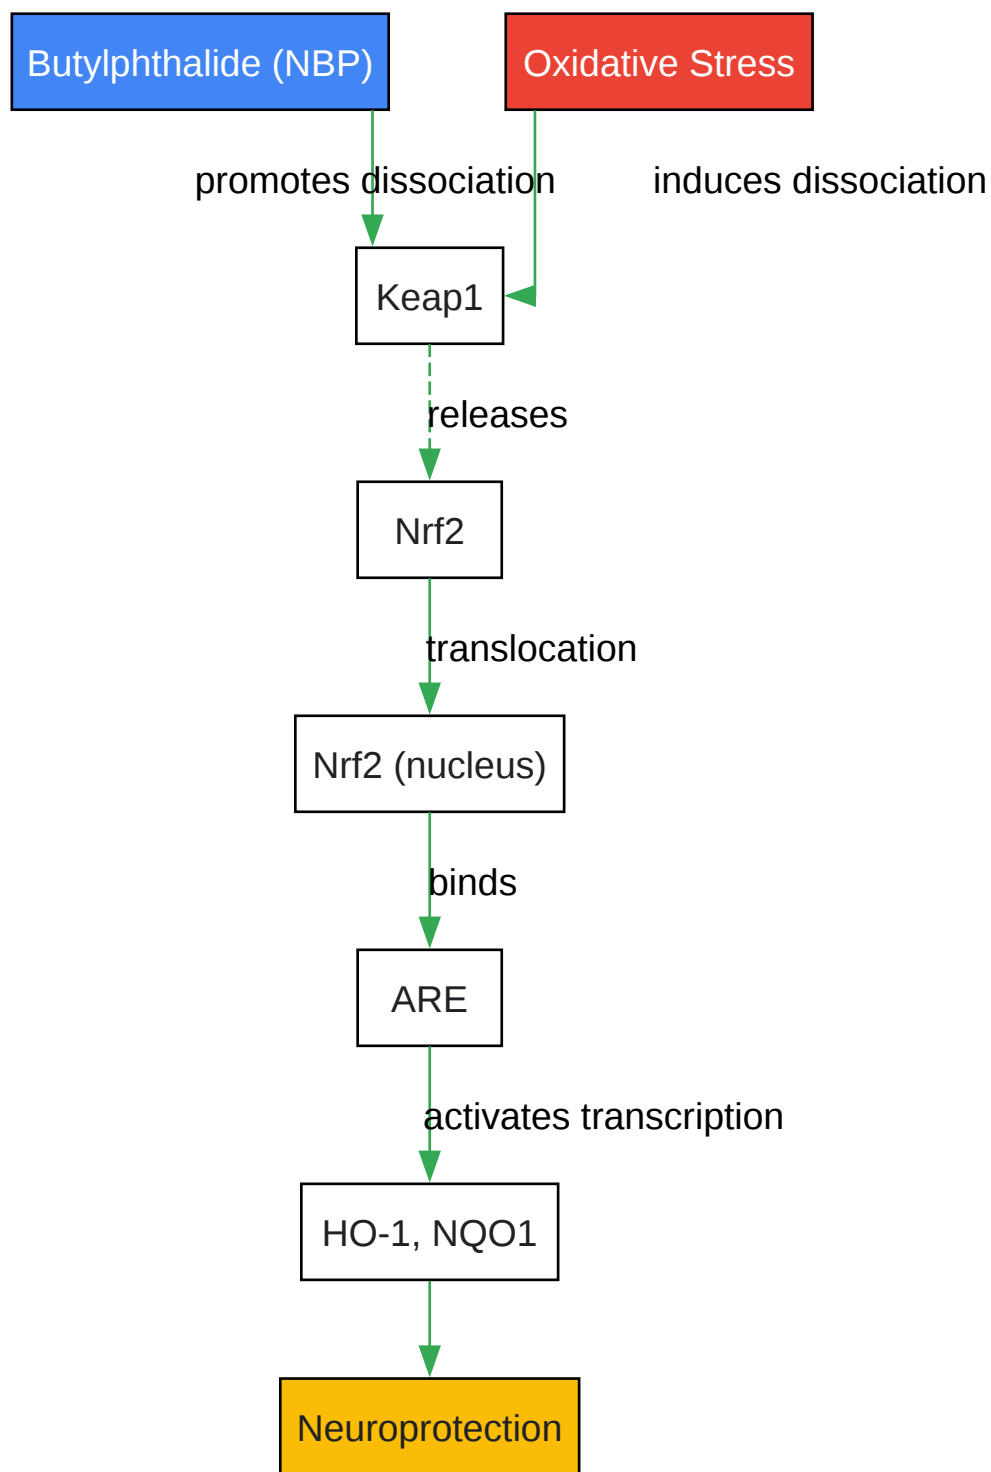 Butylphthalide (NBP)
Oxidative Stress
promotes dissociation
induces dissociation
Keap1
releases
Nrf2
translocation
Nrf2 (nucleus)
binds
ARE
activates transcription
HO-1, NQO1
Neuroprotection